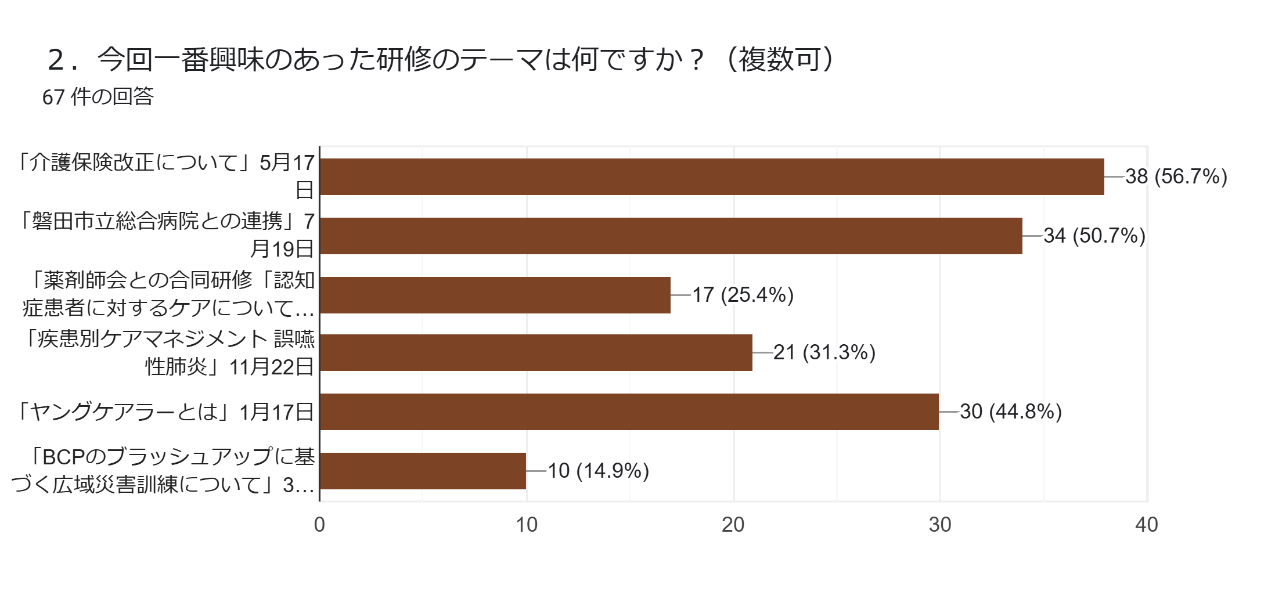 ２．今回一番興味のあった研修のテーマは何ですか？（複数可）
67 件の回答
「介護保険改正について」5月17
日
38 (56.7%)
「磐田市立総合病院との連携」7
月19日
34 (50.7%)
「薬剤師会との合同研修「認知
症患者に対するケアについて…
17 (25.4%)
「疾患別ケアマネジメント 誤嚥
性肺炎」11月22日
21 (31.3%)
「ヤングケアラーとは」1月17日
30 (44.8%)
「BCPのブラッシュアップに基
づく広域災害訓練について」3…
10 (14.9%)
0 10 20 30 40